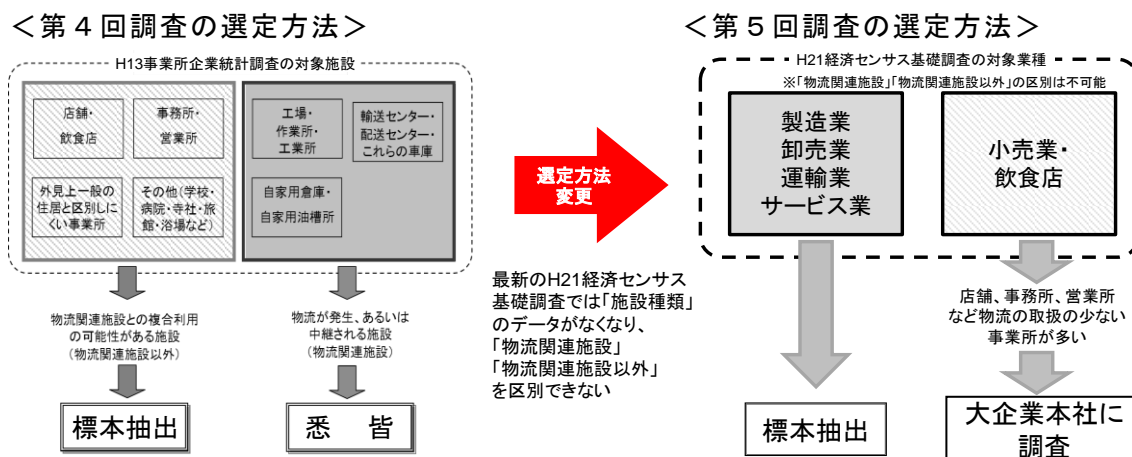 ＜第４回調査の選定方法＞
H13事業所企業統計調査の対象施設
店舗・
飲食店
事務所・
営業所
外見上一般の
住居と区別しに
くい事業所
その他（学校・
病院・寺社・旅
館・浴場など）
工場・
作業所・
工業所
輸送センター・
配送センター・
これらの車庫
自家用倉庫・
自家用油槽所
物流関連施設との複合利用
の可能性がある施設
（物流関連施設以外）
物流が発生、あるいは
中継される施設
（物流関連施設）
標本抽出
悉　皆
選定方法
変更
最新のH21経済センサス
基礎調査では「施設種類」
のデータがなくなり、
「物流関連施設」
「物流関連施設以外」
を区別できない
＜第５回調査の選定方法＞
H21経済センサス基礎調査の対象業種
※「物流関連施設」「物流関連施設以外」の区別は不可能
製造業
卸売業
運輸業
サービス業
小売業・
飲食店
店舗、事務所、営業所
など物流の取扱の少ない
事業所が多い
標本抽出
大企業本社に
調査